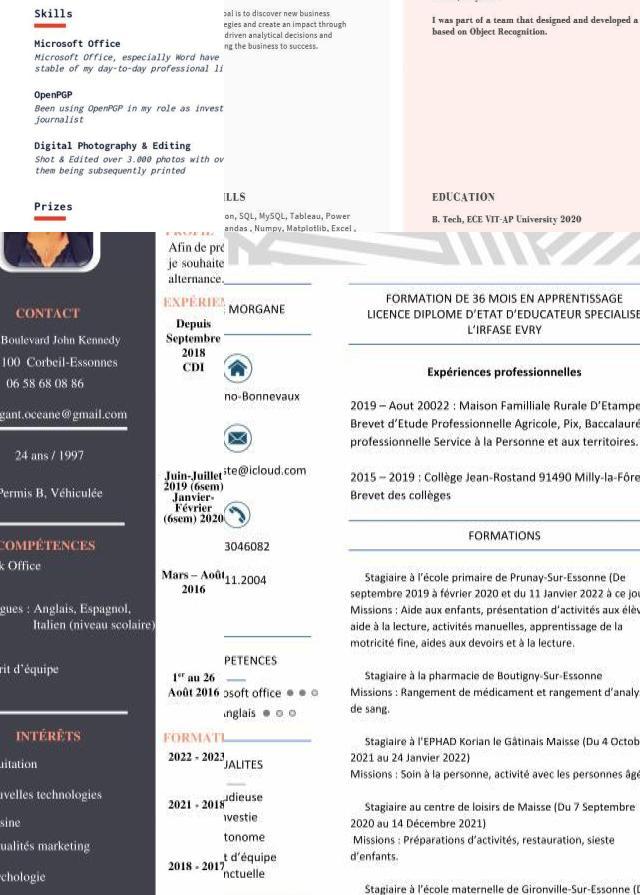 Skills
Microsoft Office
Microsoft Office, especially Word have
stable of my day-to-day professional li
OpenPGP
Been using OpenPGP in my role as invest
journalist
Digital Photography & Editing
Shot & Edited over 3.000 photos with ov
them being subsequently printed
Prizes
al is to discover new business
egies and create an impact through
driven analytical decisions and
ng the business to success.
ILLS
on, SQL, MySQL, Tableau, Power
andas , Numpy, Matplotlib, Excel ,
I was part of a team that designed and developed a
based on Object Recognition.
EDUCATION
B. Tech, ECE VIT-AP University 2020
CONTACT
Boulevard John Kennedy
100 Corbeil-Essonnes
06 58 68 08 86
gant.oceane@gmail.com
24 ans / 1997
Permis B, Véhiculée
COMPÉTENCES
k Office
gues : Anglais, Espagnol,
Italien (niveau scolaire)
rit d'équipe
INTÉRÊTS
uitation
uvelles technologies
sine
ualités marketing
chologie
PROFIL
Afin de pré
je souhaite
alternance.
EXPÉRIEN
Depuis
Septembre
2018
CDI
Juin-Juillet
2019 (6sem)
Janvier-
Février
(6sem) 2020
Mars – Août
2016
1er au 26
Août 2016
FORMATI
2022 - 2023
2021 - 2018
2018 - 2017
MORGANE
no-Bonnevaux
te@icloud.com
3046082
11.2004
PETENCES
osoft office
nglais
JALITES
udieuse
nvestie
tonome
t d'équipe
nctuelle
FORMATION DE 36 MOIS EN APPRENTISSAGE
LICENCE DIPLOME D'ETAT D'EDUCATEUR SPECIALISE
L'IRFASE EVRY
Expériences professionnelles
2019 – Aout 20022 : Maison Familliale Rurale D'Etampe
Brevet d'Etude Professionnelle Agricole, Pix, Baccalauré
professionnelle Service à la Personne et aux territoires.
2015 – 2019 : Collège Jean-Rostand 91490 Milly-la-Fôre
Brevet des collèges
FORMATIONS
Stagiaire à l'école primaire de Prunay-Sur-Essonne (De
septembre 2019 à février 2020 et du 11 Janvier 2022 à ce jou
Missions : Aide aux enfants, présentation d'activités aux élèv
aide à la lecture, activités manuelles, apprentissage de la
motricité fine, aides aux devoirs et à la lecture.
Stagiaire à la pharmacie de Boutigny-Sur-Essonne
Missions : Rangement de médicament et rangement d'analy
de sang.
Stagiaire à l'EPHAD Korian le Gâtinais Maisse (Du 4 Octob
2021 au 24 Janvier 2022)
Missions : Soin à la personne, activité avec les personnes âgé
Stagiaire au centre de loisirs de Maisse (Du 7 Septembre
2020 au 14 Décembre 2021)
Missions : Préparations d'activités, restauration, sieste
d'enfants.
Stagiaire à l'école maternelle de Gironville-Sur-Essonne (D